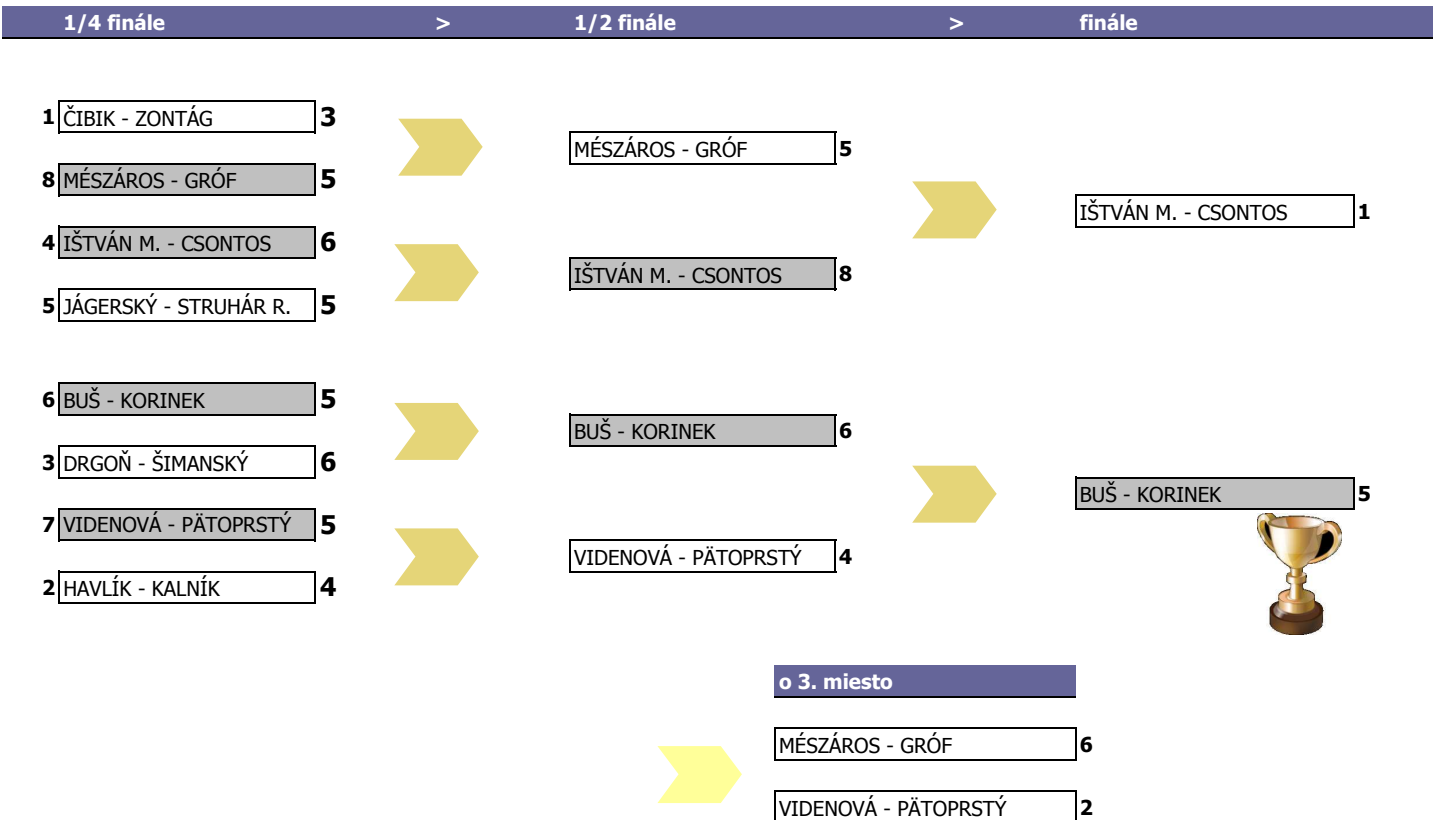 1/4 finále > 1/2 finále > finále
1 ČIBIK - ZONTÁG 3
MÉSZÁROS - GRÓF 5
8 MÉSZÁROS - GRÓF 5
IŠTVÁN M. - CSONTOS 1
4 IŠTVÁN M. - CSONTOS 6
IŠTVÁN M. - CSONTOS 8
5 JÁGERSKÝ - STRUHÁR R. 5
6 BUŠ - KORINEK 5
BUŠ - KORINEK 6
3 DRGOŇ - ŠIMANSKÝ 6
BUŠ - KORINEK 5
7 VIDENOVÁ - PÄTOPRSTÝ 5
VIDENOVÁ - PÄTOPRSTÝ 4
2 HAVLÍK - KALNÍK 4
o 3. miesto
MÉSZÁROS - GRÓF 6
VIDENOVÁ - PÄTOPRSTÝ 2